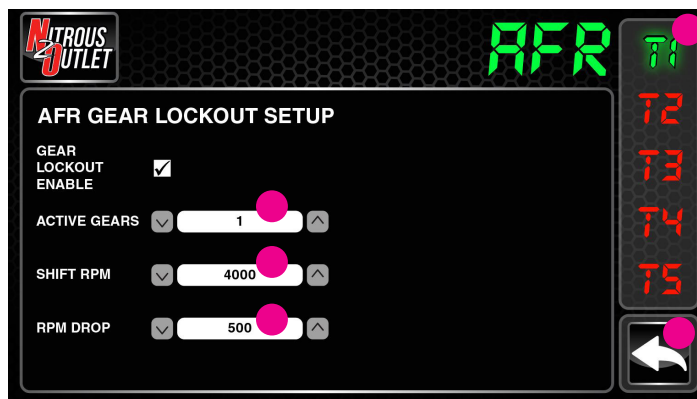 NITROUS
2
OUTLET
AFR
T1
T2
T3
T4
T5
AFR GEAR LOCKOUT SETUP
GEAR
LOCKOUT
ENABLE
ACTIVE GEARS 1
SHIFT RPM 4000
RPM DROP 500